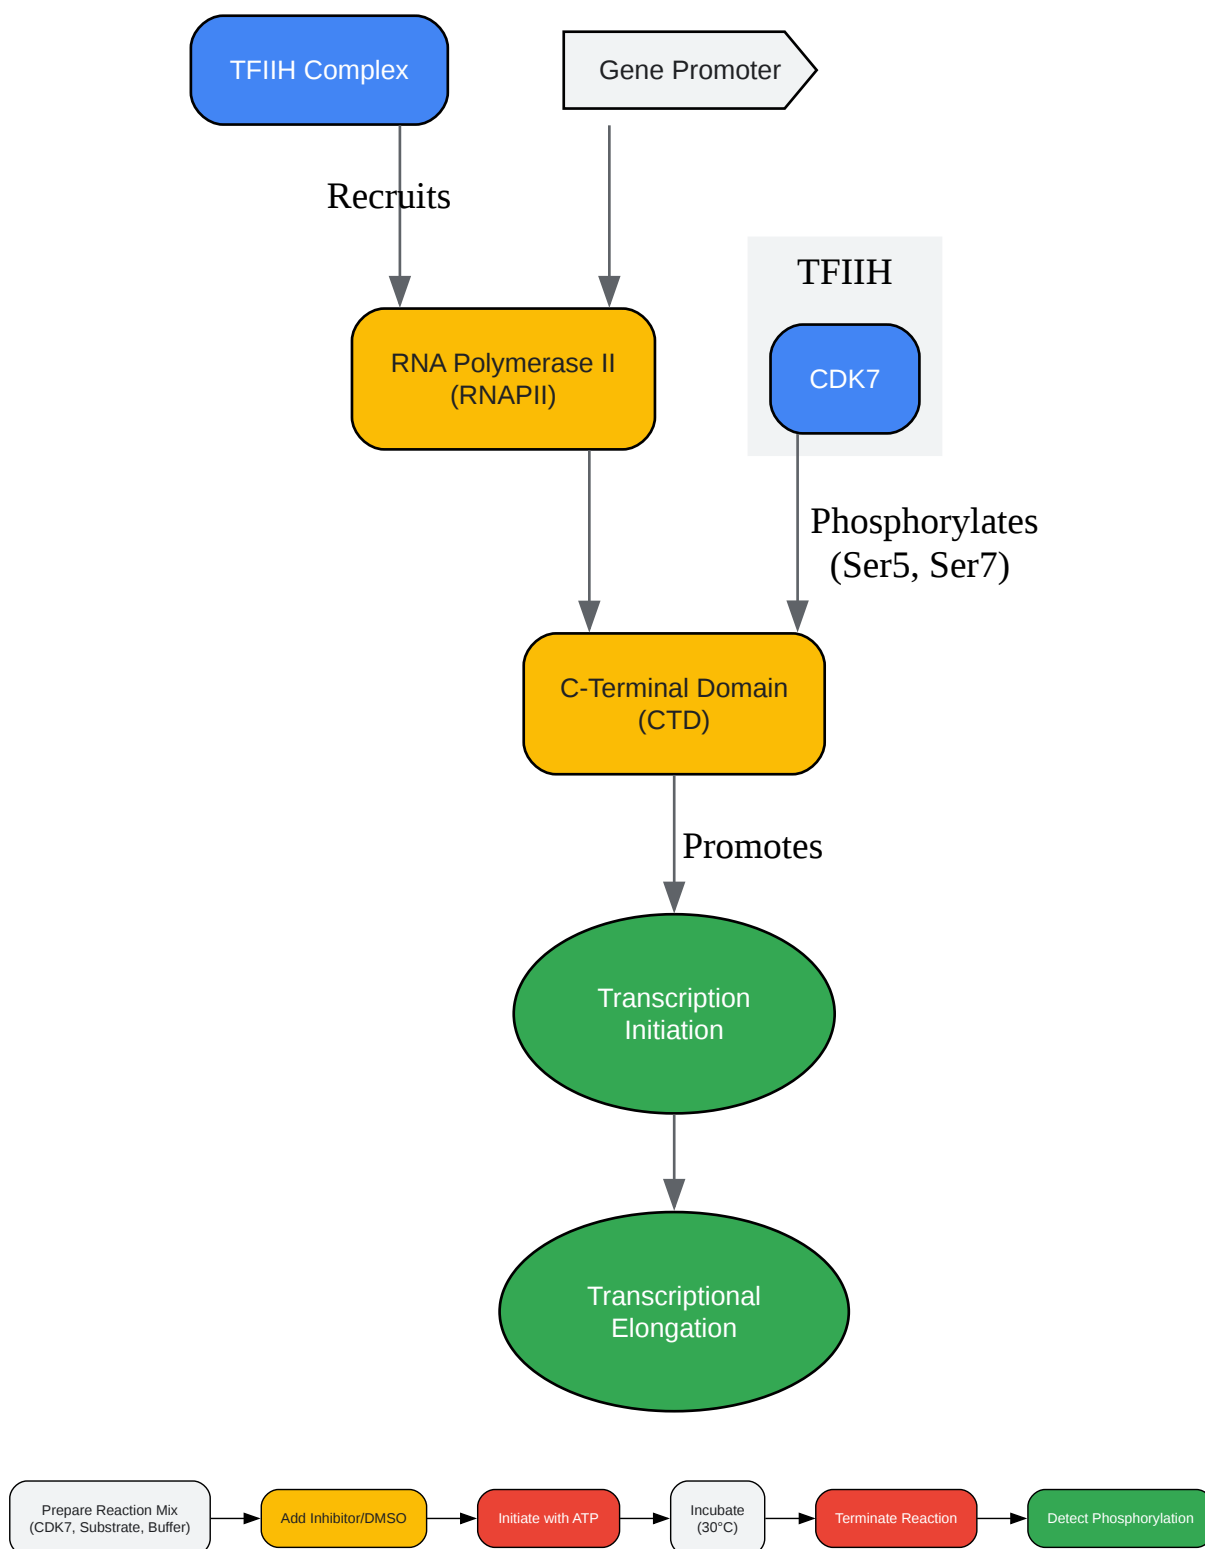 TFIIH Complex
Gene Promoter
Recruits
TFIIH
RNA Polymerase II
(RNAPII)
CDK7
Phosphorylates
(Ser5, Ser7)
C-Terminal Domain
(CTD)
Promotes
Transcription
Initiation
Transcriptional
Elongation
Prepare Reaction Mix
(CDK7, Substrate, Buffer)
Add Inhibitor/DMSO
Initiate with ATP
Incubate
(30°C)
Terminate Reaction
Detect Phosphorylation